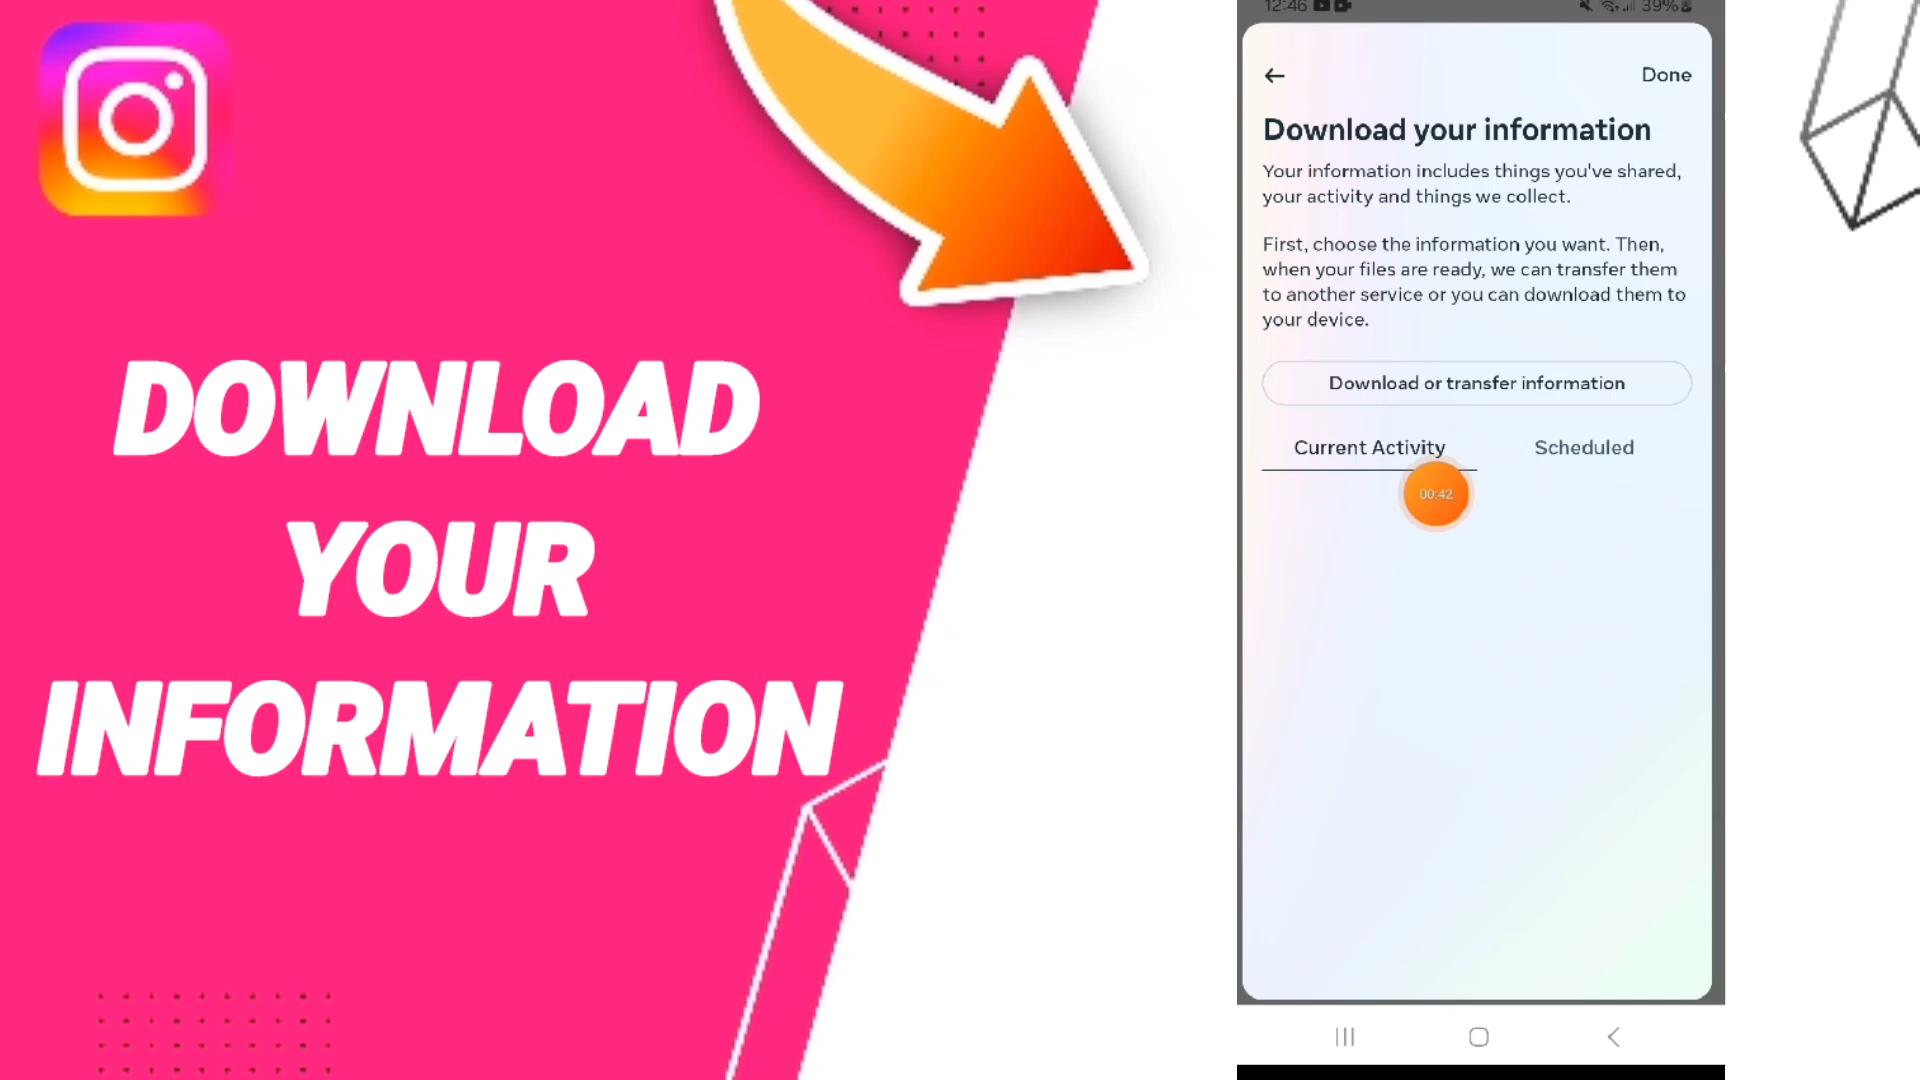 DOWNLOAD
YOUR
INFORMATION
12:46
39%
Done
Download your information
Your information includes things you've shared,
your activity and things we collect.
First, choose the information you want. Then,
when your files are ready, we can transfer them
to another service or you can download them to
your device.
Download or transfer information
Current Activity
Scheduled
00:42